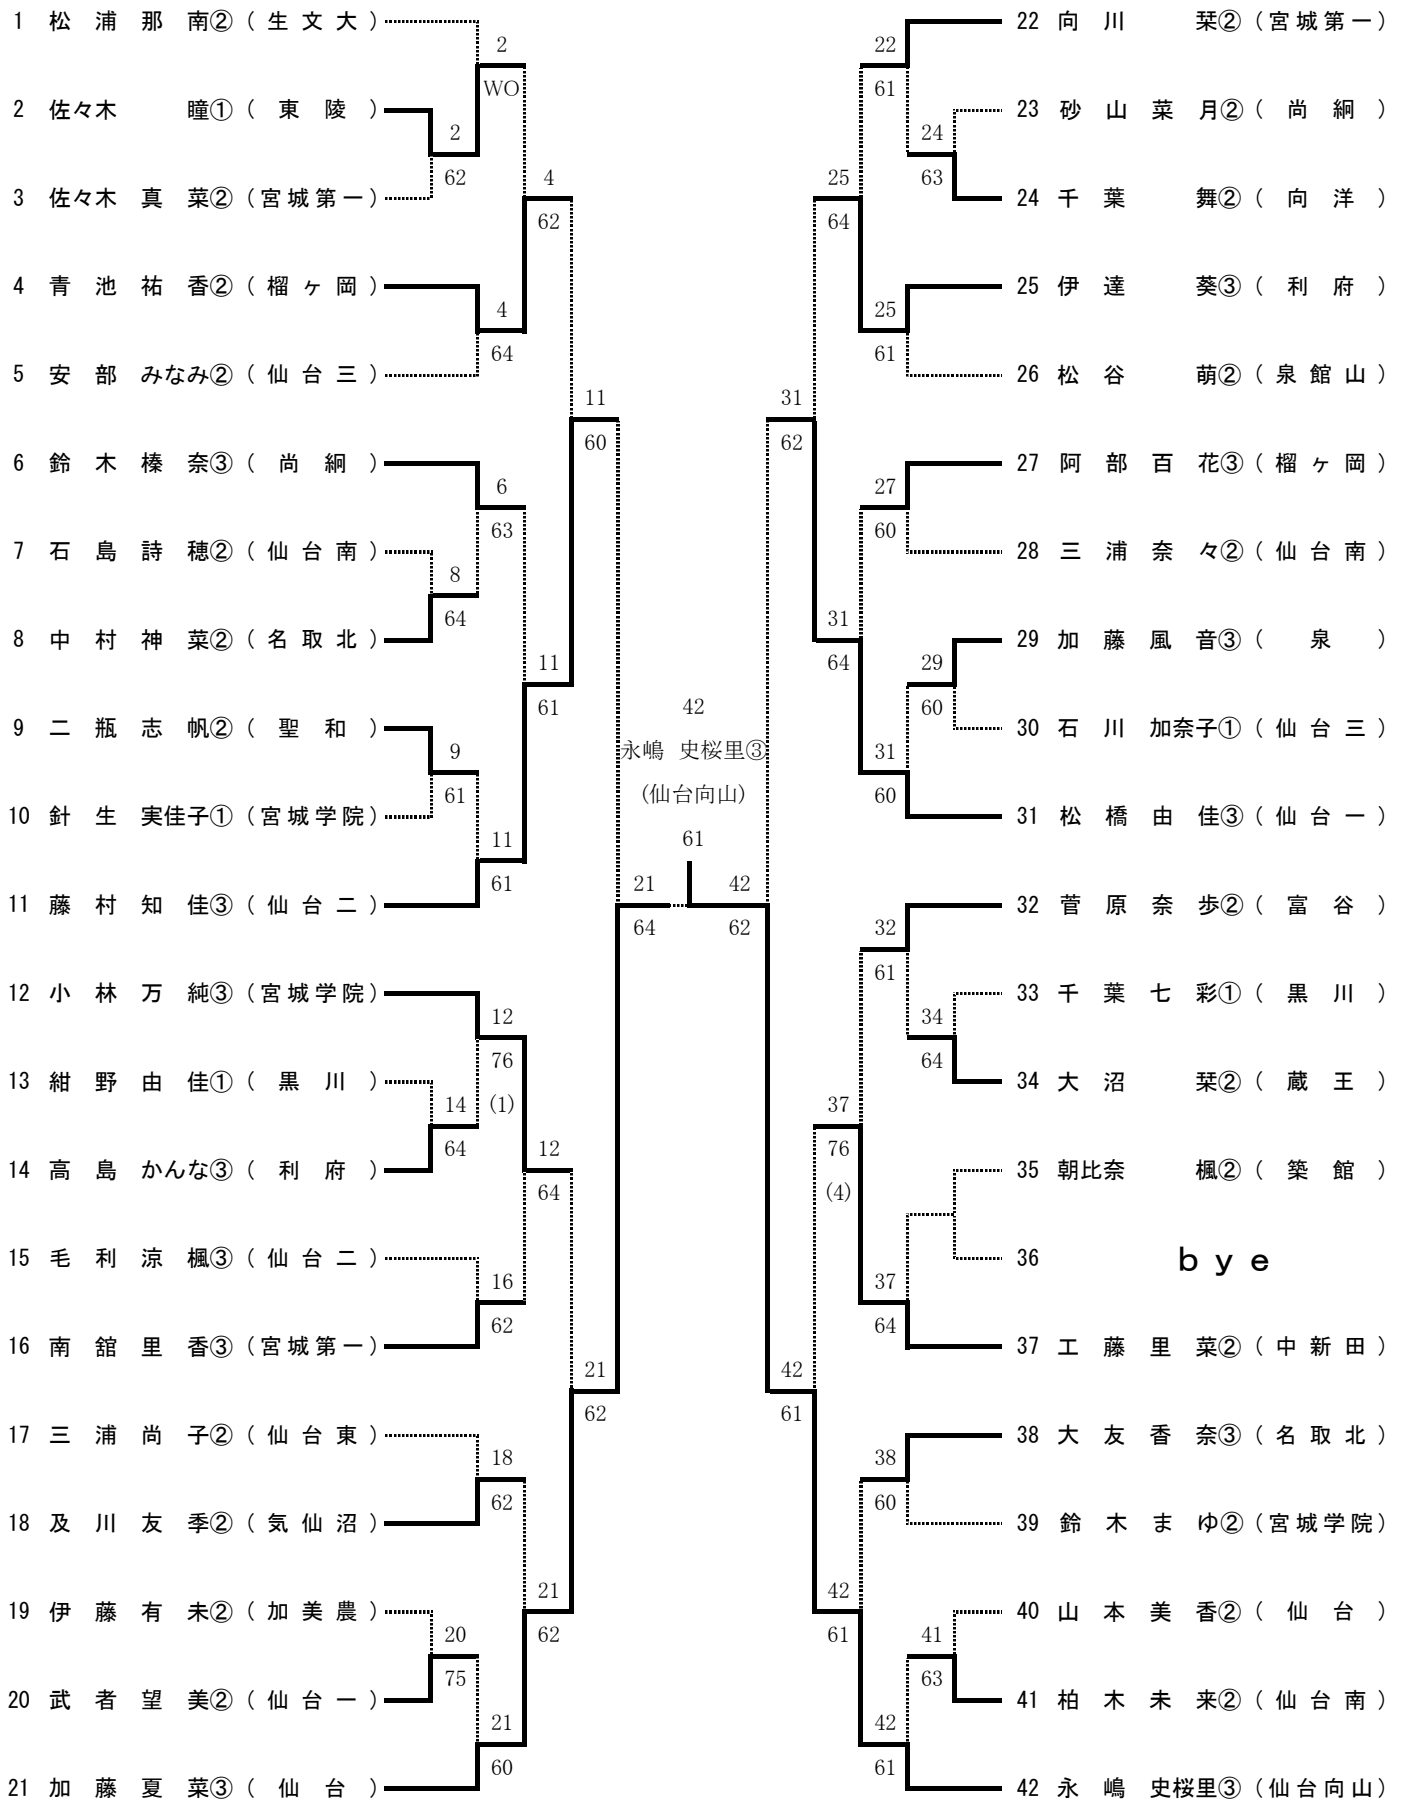 1 松浦那南② (生文大)
2 佐々木 瞳① (東陵)
3 佐々木真菜② (宮城第一)
4 青池祐香② (榴ヶ岡)
5 安部みなみ② (仙台三)
6 鈴木榛奈③ (尚絅)
7 石島詩穂② (仙台南)
8 中村神菜② (名取北)
9 二瓶志帆② (聖和)
10 針生実佳子① (宮城学院)
11 藤村知佳③ (仙台二)
12 小林万純③ (宮城学院)
13 紺野由佳① (黒川)
14 高島かんな③ (利府)
15 毛利涼楓③ (仙台二)
16 南舘里香③ (宮城第一)
17 三浦尚子② (仙台東)
18 及川友季② (気仙沼)
19 伊藤有未② (加美農)
20 武者望美② (仙台一)
21 加藤夏菜③ (仙台)
2
62
9
61
8
64
14
64
20
75
2
WO
4
64
6
63
11
61
12
76
(1)
16
62
18
62
21
60
4
62
11
61
12
64
21
62
11
60
21
62
21
64
42
永嶋 史桜里③
(仙台向山)
61
42
62
31
62
42
61
25
64
31
64
37
76
(4)
42
61
22
61
25
61
27
60
31
60
32
61
37
64
38
60
42
61
24
63
29
60
34
64
41
63
22 向川 栞② (宮城第一)
23 砂山菜月② (尚絅)
24 千葉 舞② (向洋)
25 伊達 葵③ (利府)
26 松谷 萌② (泉館山)
27 阿部百花③ (榴ヶ岡)
28 三浦奈々② (仙台南)
29 加藤風音③ (泉)
30 石川加奈子① (仙台三)
31 松橋由佳③ (仙台一)
32 菅原奈歩② (富谷)
33 千葉七彩① (黒川)
34 大沼 栞② (蔵王)
35 朝比奈 楓② (築館)
36 bye
37 工藤里菜② (中新田)
38 大友香奈③ (名取北)
39 鈴木まゆ② (宮城学院)
40 山本美香② (仙台)
41 柏木未来② (仙台南)
42 永嶋史桜里③ (仙台向山)